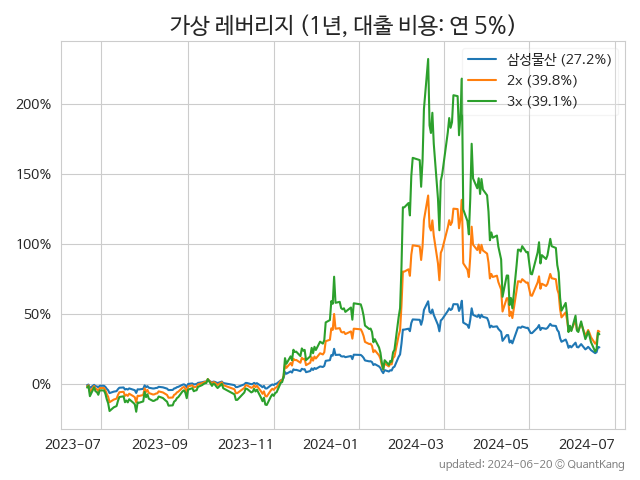 가상 레버리지 (1년, 대출 비용: 연 5%)
삼성물산 (27.2%)
2x (39.8%)
3x (39.1%)
200%
150%
100%
50%
0%
2023-07
2023-09
2023-11
2024-01
2024-03
2024-05
2024-07
updated: 2024-06-20 © QuantKang